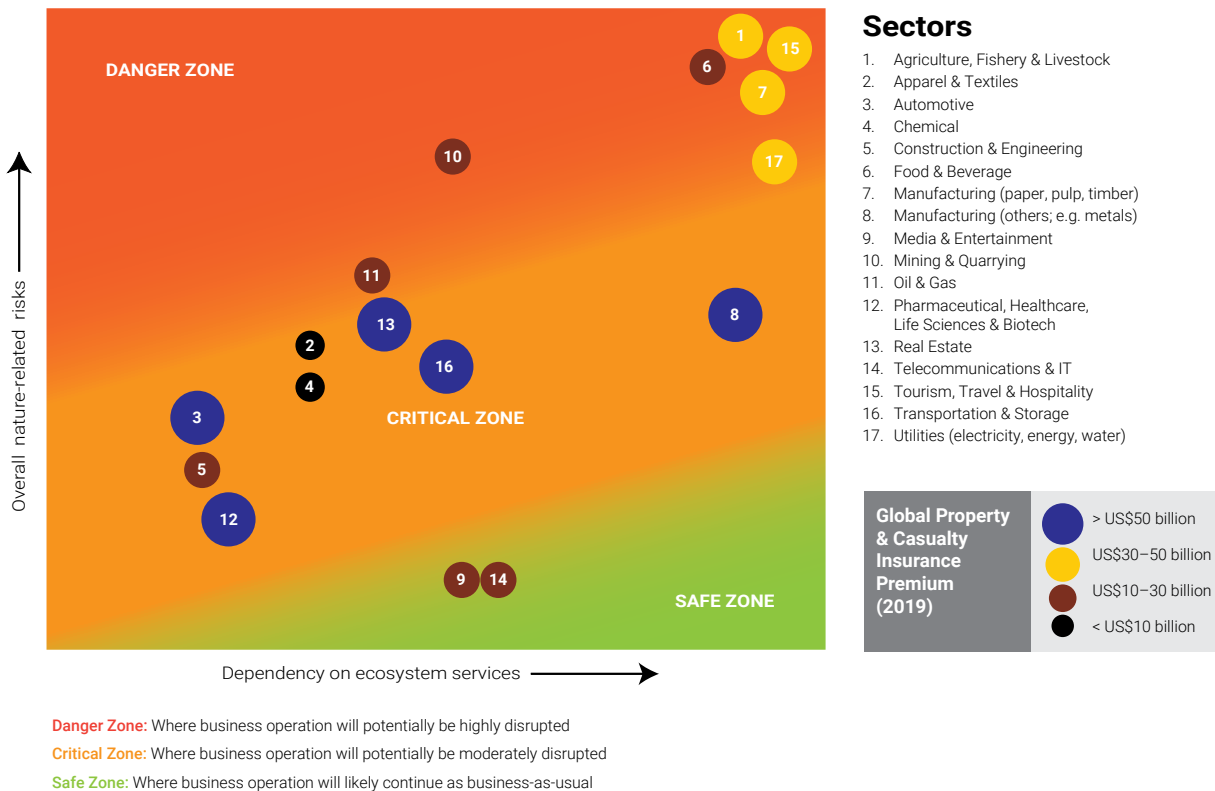 DANGER ZONE
1
15
6
7
10
17
11
13
8
2
16
4
3
CRITICAL ZONE
5
12
9
14
SAFE ZONE
Overall nature-related risks
Dependency on ecosystem services
Danger Zone: Where business operation will potentially be highly disrupted
Critical Zone: Where business operation will potentially be moderately disrupted
Safe Zone: Where business operation will likely continue as business-as-usual
Sectors
1. Agriculture, Fishery & Livestock
2. Apparel & Textiles
3. Automotive
4. Chemical
5. Construction & Engineering
6. Food & Beverage
7. Manufacturing (paper, pulp, timber)
8. Manufacturing (others; e.g. metals)
9. Media & Entertainment
10. Mining & Quarrying
11. Oil & Gas
12. Pharmaceutical, Healthcare,
Life Sciences & Biotech
13. Real Estate
14. Telecommunications & IT
15. Tourism, Travel & Hospitality
16. Transportation & Storage
17. Utilities (electricity, energy, water)
Global Property
& Casualty
Insurance
Premium
(2019)
> US$50 billion
US$30–50 billion
US$10–30 billion
< US$10 billion